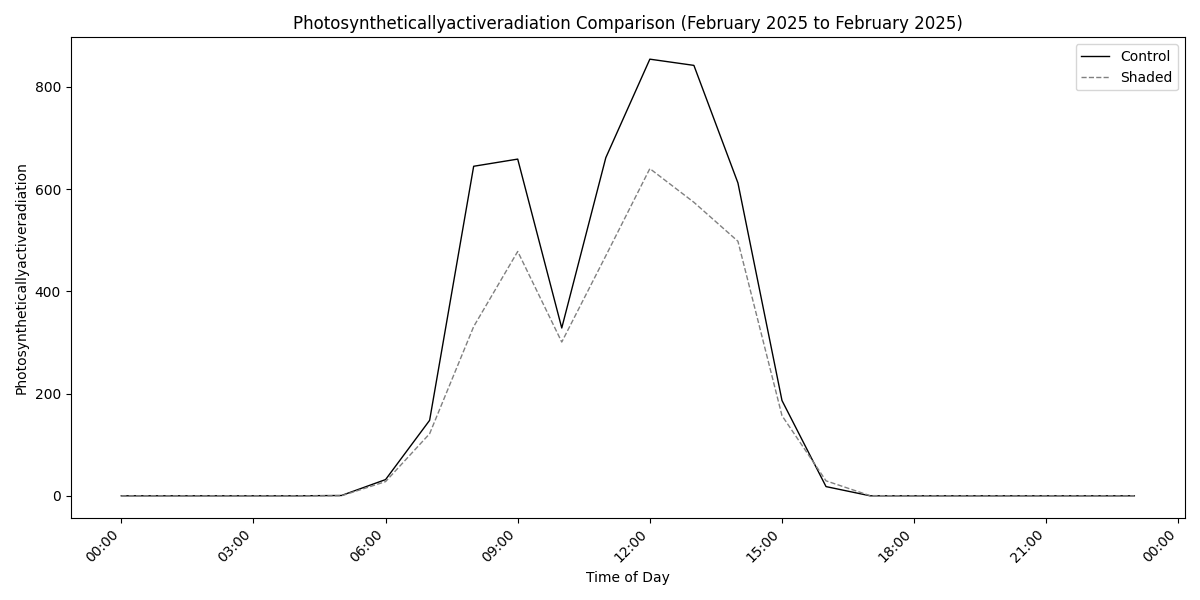 Photosyntheticallyactiveradiation Comparison (February 2025 to February 2025)
Control
Shaded
Photosyntheticallyactiveradiation
800
600
400
200
0
00:00
03:00
06:00
09:00
12:00
15:00
18:00
21:00
00:00
Time of Day